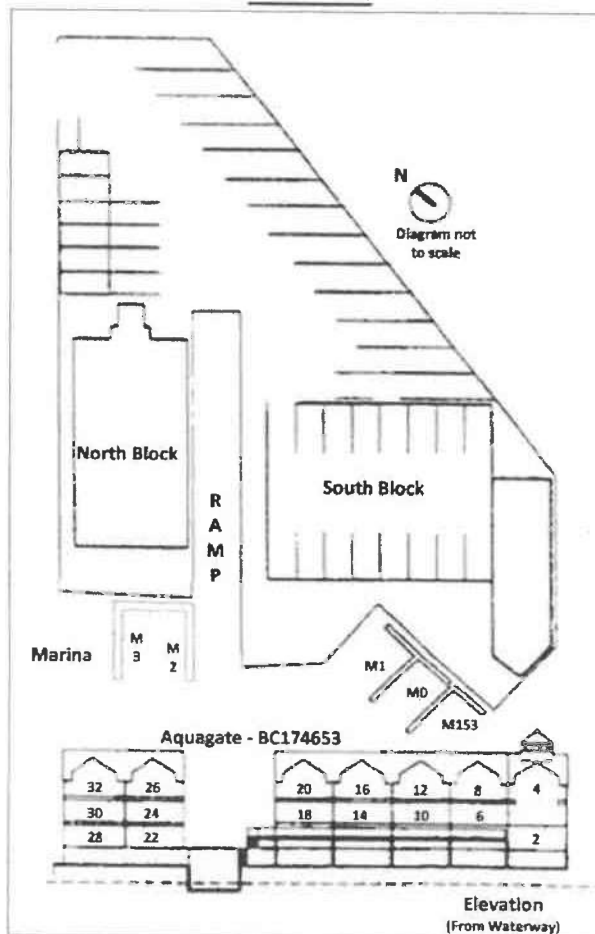 N
Diagram not
to scale
North Block
R
A
M
P
South Block
Marina
M
3
M
2
M1
M0
M153
Aquagate - BC174653
32 26 20 16 12 8 4
30 24 18 14 10 6
28 22 2
Elevation
(From Waterway)